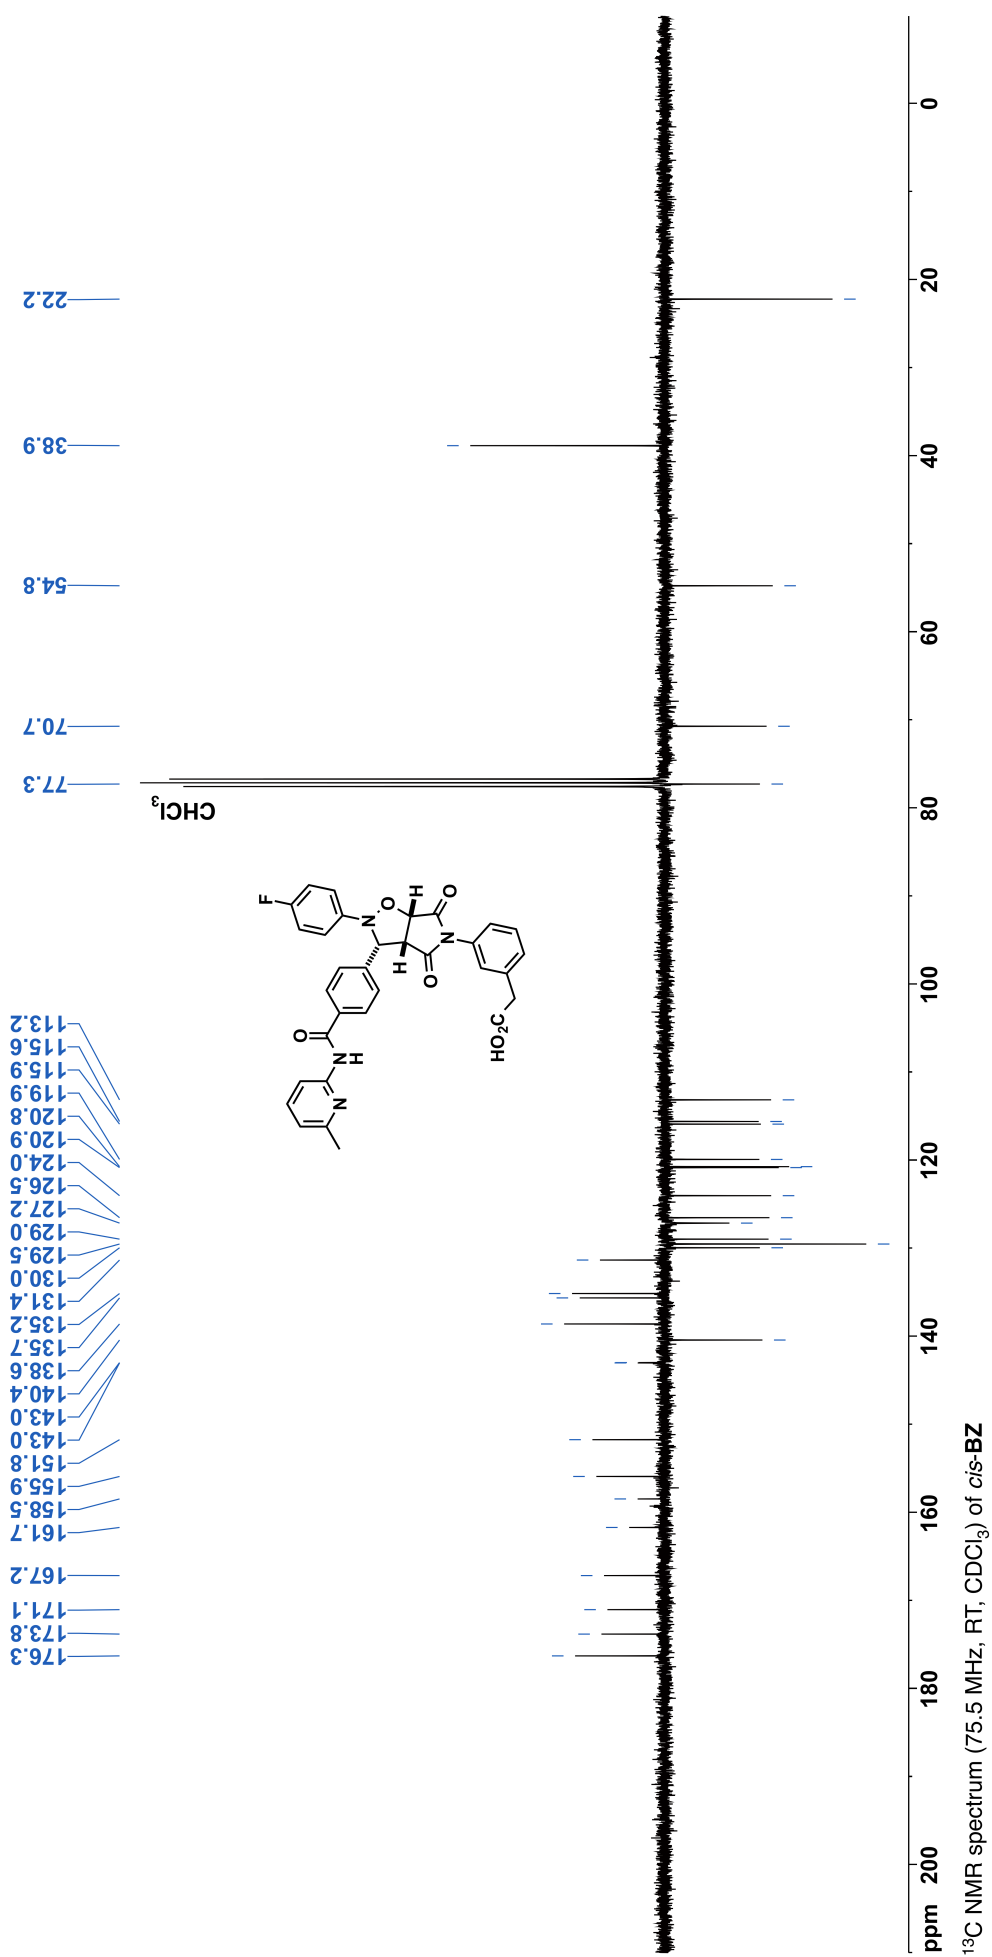 176.3
173.8
171.1
167.2
161.7
158.5
155.9
151.8
143.0
143.0
140.4
138.6
135.7
135.2
131.4
130.0
129.5
129.0
127.2
126.5
124.0
120.9
120.8
119.9
115.9
115.6
113.2
77.3
70.7
54.8
38.9
22.2
CHCl₃
F
N
O
H
O
H
O
N
O
N
H
N
HO₂C
ppm 200 180 160 140 120 100 80 60 40 20 0
¹³C NMR spectrum (75.5 MHz, RT, CDCl₃) of cis-BZ